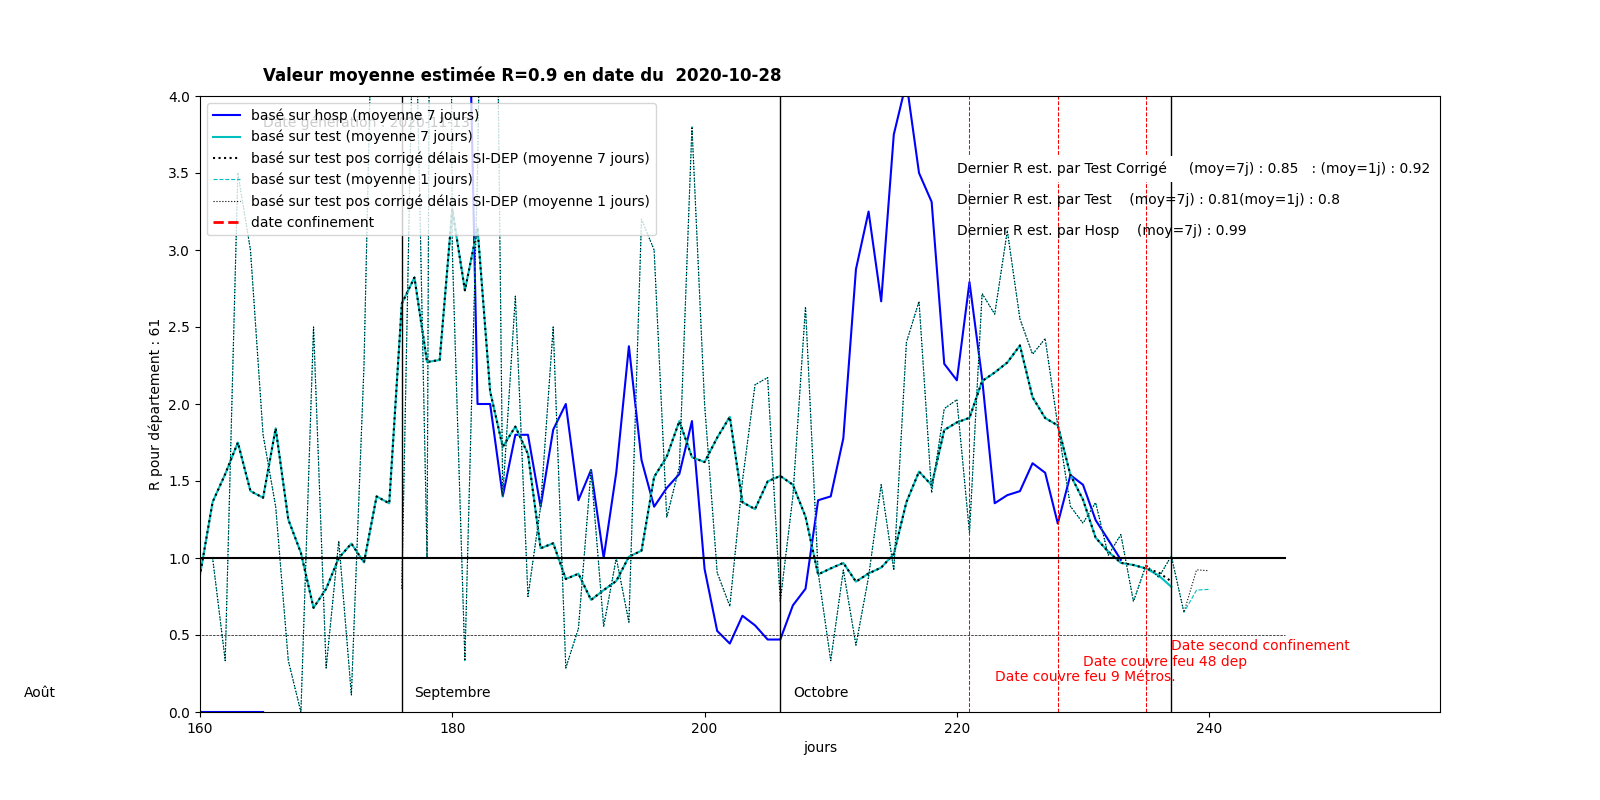 Valeur moyenne estimée R=0.9 en date du  2020-10-28
4.0
3.5
3.0
2.5
2.0
1.5
1.0
0.5
0.0
R pour département : 61
basé sur hosp (moyenne 7 jours)
basé sur test (moyenne 7 jours)
basé sur test pos corrigé délais SI-DEP (moyenne 7 jours)
basé sur test (moyenne 1 jours)
basé sur test pos corrigé délais SI-DEP (moyenne 1 jours)
date confinement
Dernier R est. par Test Corrigé     (moy=7j) : 0.85   : (moy=1j) : 0.92
Dernier R est. par Test    (moy=7j) : 0.81(moy=1j) : 0.8
Dernier R est. par Hosp    (moy=7j) : 0.99
Date second confinement
Date couvre feu 48 dep
Date couvre feu 9 Métros.
Août
Septembre
Octobre
160
180
200
220
240
jours